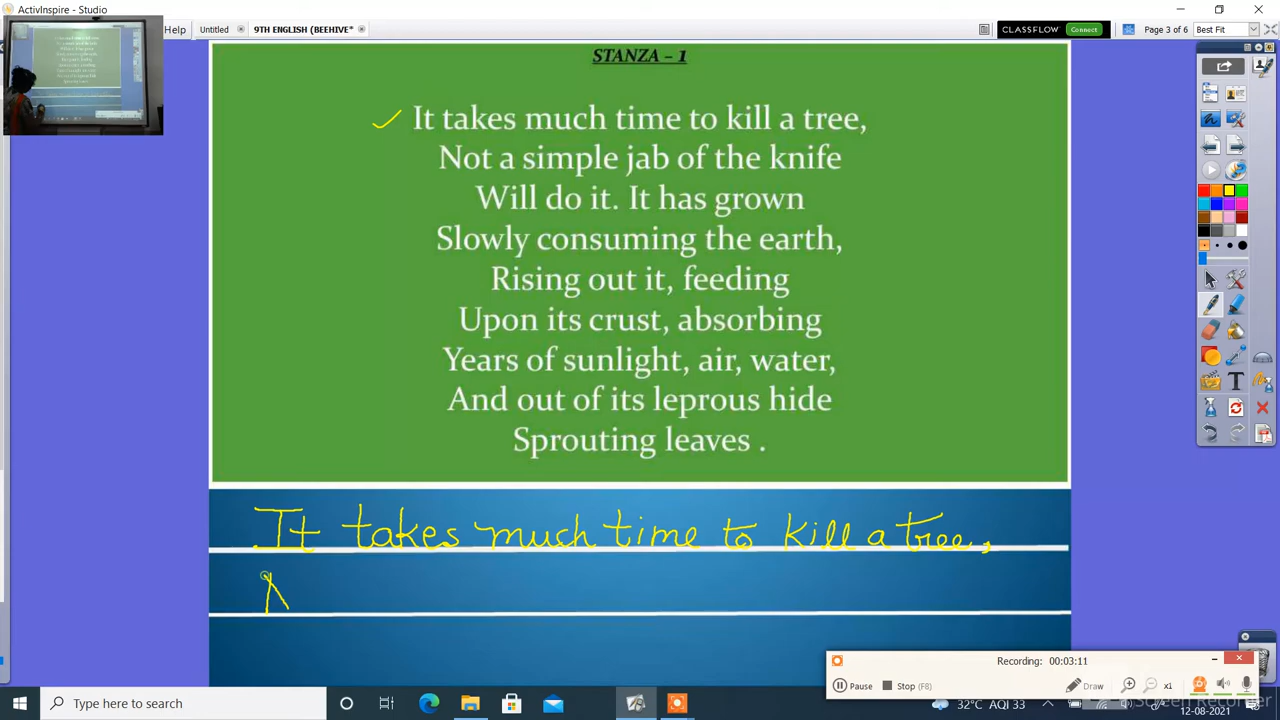 ActivInspire - Studio
Help Untitled 9TH ENGLISH (BEEHIVE* CLASSFLOW Connect Page 3 of 6 Best Fit
STANZA – 1
It takes much time to kill a tree,
Not a simple jab of the knife
Will do it. It has grown
Slowly consuming the earth,
Rising out it, feeding
Upon its crust, absorbing
Years of sunlight, air, water,
And out of its leprous hide
Sprouting leaves .
It takes much time to kill a tree,
N
Recording: 00:03:11
Pause Stop (F8) Draw x1
Screen Recorder
Type here to search
32°C AQI 33
12-08-2021